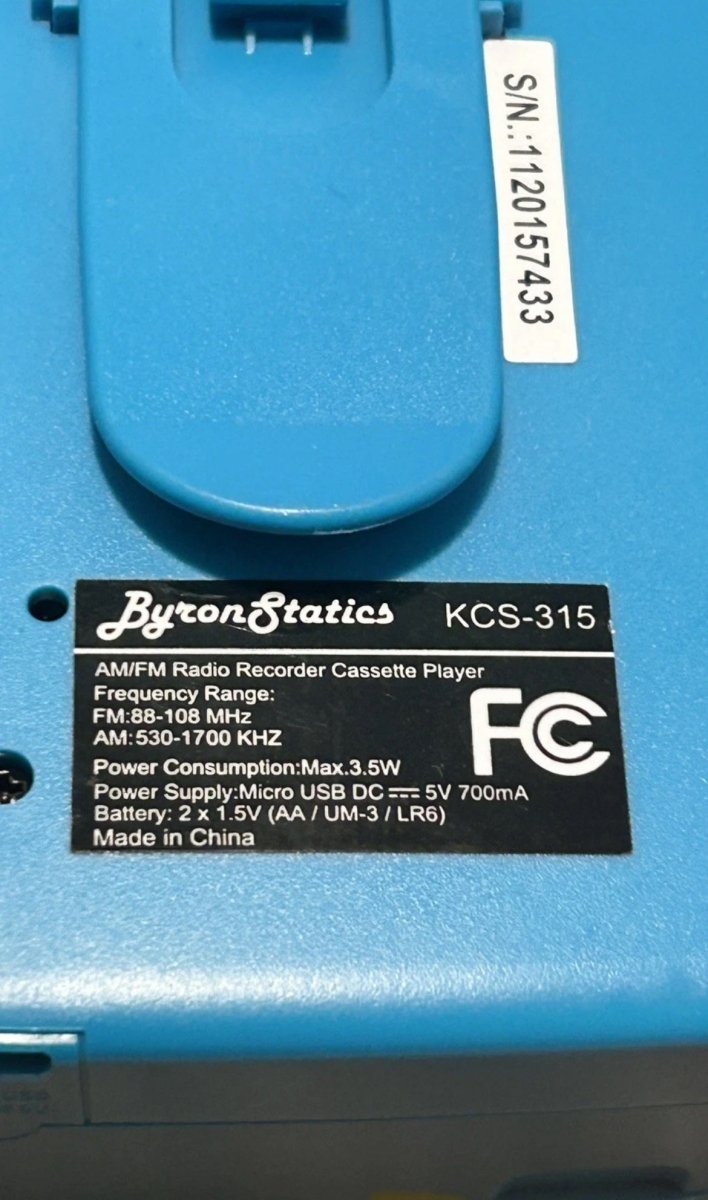 S/N.:1120157433
ByronStatics KCS-315
AM/FM Radio Recorder Cassette Player
Frequency Range:
FM:88-108 MHz
AM:530-1700 KHZ
FC
Power Consumption:Max.3.5W
Power Supply:Micro USB DC⎓5V 700mA
Battery: 2 x 1.5V (AA / UM-3 / LR6)
Made in China